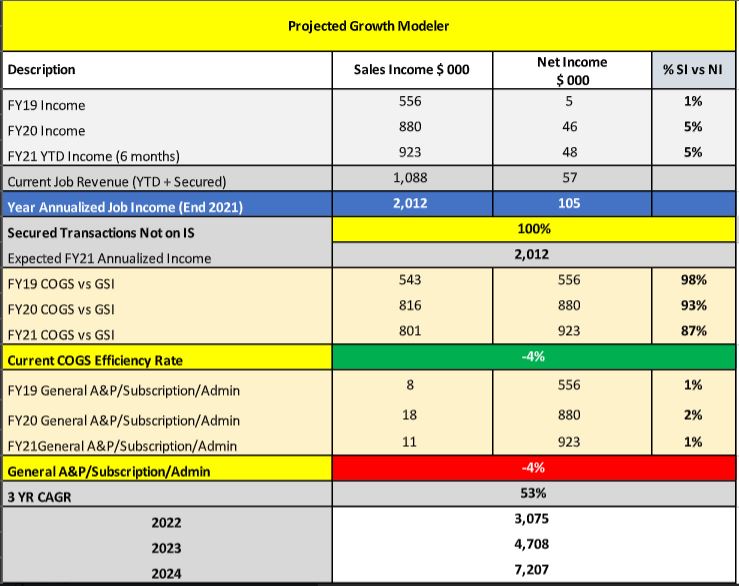 Projected Growth Modeler
Description Sales Income $ 000 Net Income $ 000 % SI vs NI
FY19 Income 556 5 1%
FY20 Income 880 46 5%
FY21 YTD Income (6 months) 923 48 5%
Current Job Revenue (YTD + Secured) 1,088 57
Year Annualized Job Income (End 2021) 2,012 105
Secured Transactions Not on IS 100%
Expected FY21 Annualized Income 2,012
FY19 COGS vs GSI 543 556 98%
FY20 COGS vs GSI 816 880 93%
FY21 COGS vs GSI 801 923 87%
Current COGS Efficiency Rate -4%
FY19 General A&P/Subscription/Admin 8 556 1%
FY20 General A&P/Subscription/Admin 18 880 2%
FY21General A&P/Subscription/Admin 11 923 1%
General A&P/Subscription/Admin -4%
3 YR CAGR 53%
2022 3,075
2023 4,708
2024 7,207